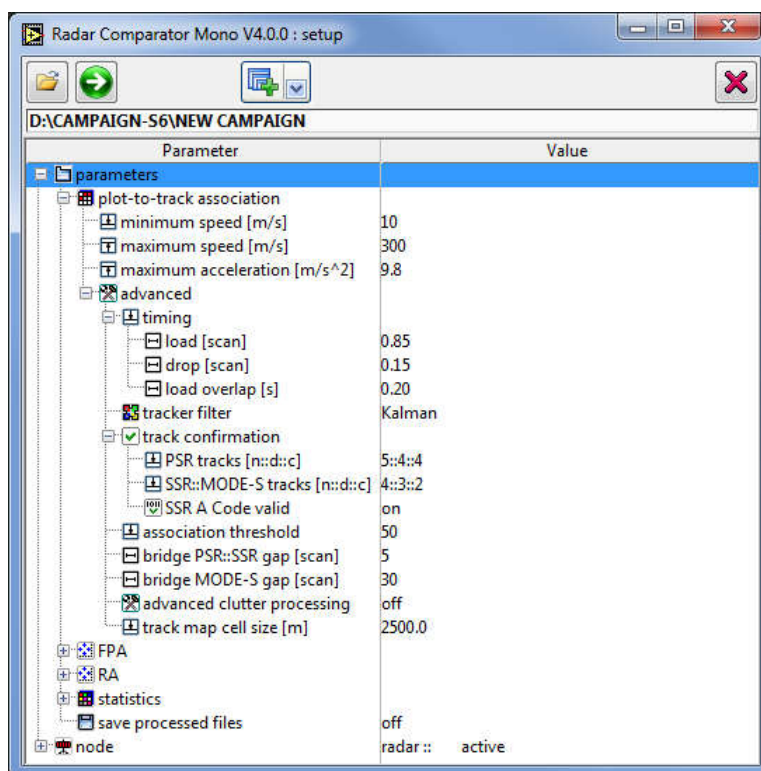 Radar Comparator Mono V4.0.0 : setup
D:\CAMPAIGN-S6\NEW CAMPAIGN
Parameter Value
parameters
plot-to-track association
minimum speed [m/s] 10
maximum speed [m/s] 300
maximum acceleration [m/s^2] 9.8
advanced
timing
load [scan] 0.85
drop [scan] 0.15
load overlap [s] 0.20
tracker filter Kalman
track confirmation
PSR tracks [n::d::c] 5::4::4
SSR::MODE-S tracks [n::d::c] 4::3::2
SSR A Code valid on
association threshold 50
bridge PSR::SSR gap [scan] 5
bridge MODE-S gap [scan] 30
advanced clutter processing off
track map cell size [m] 2500.0
FPA
RA
statistics
save processed files off
node radar :: active